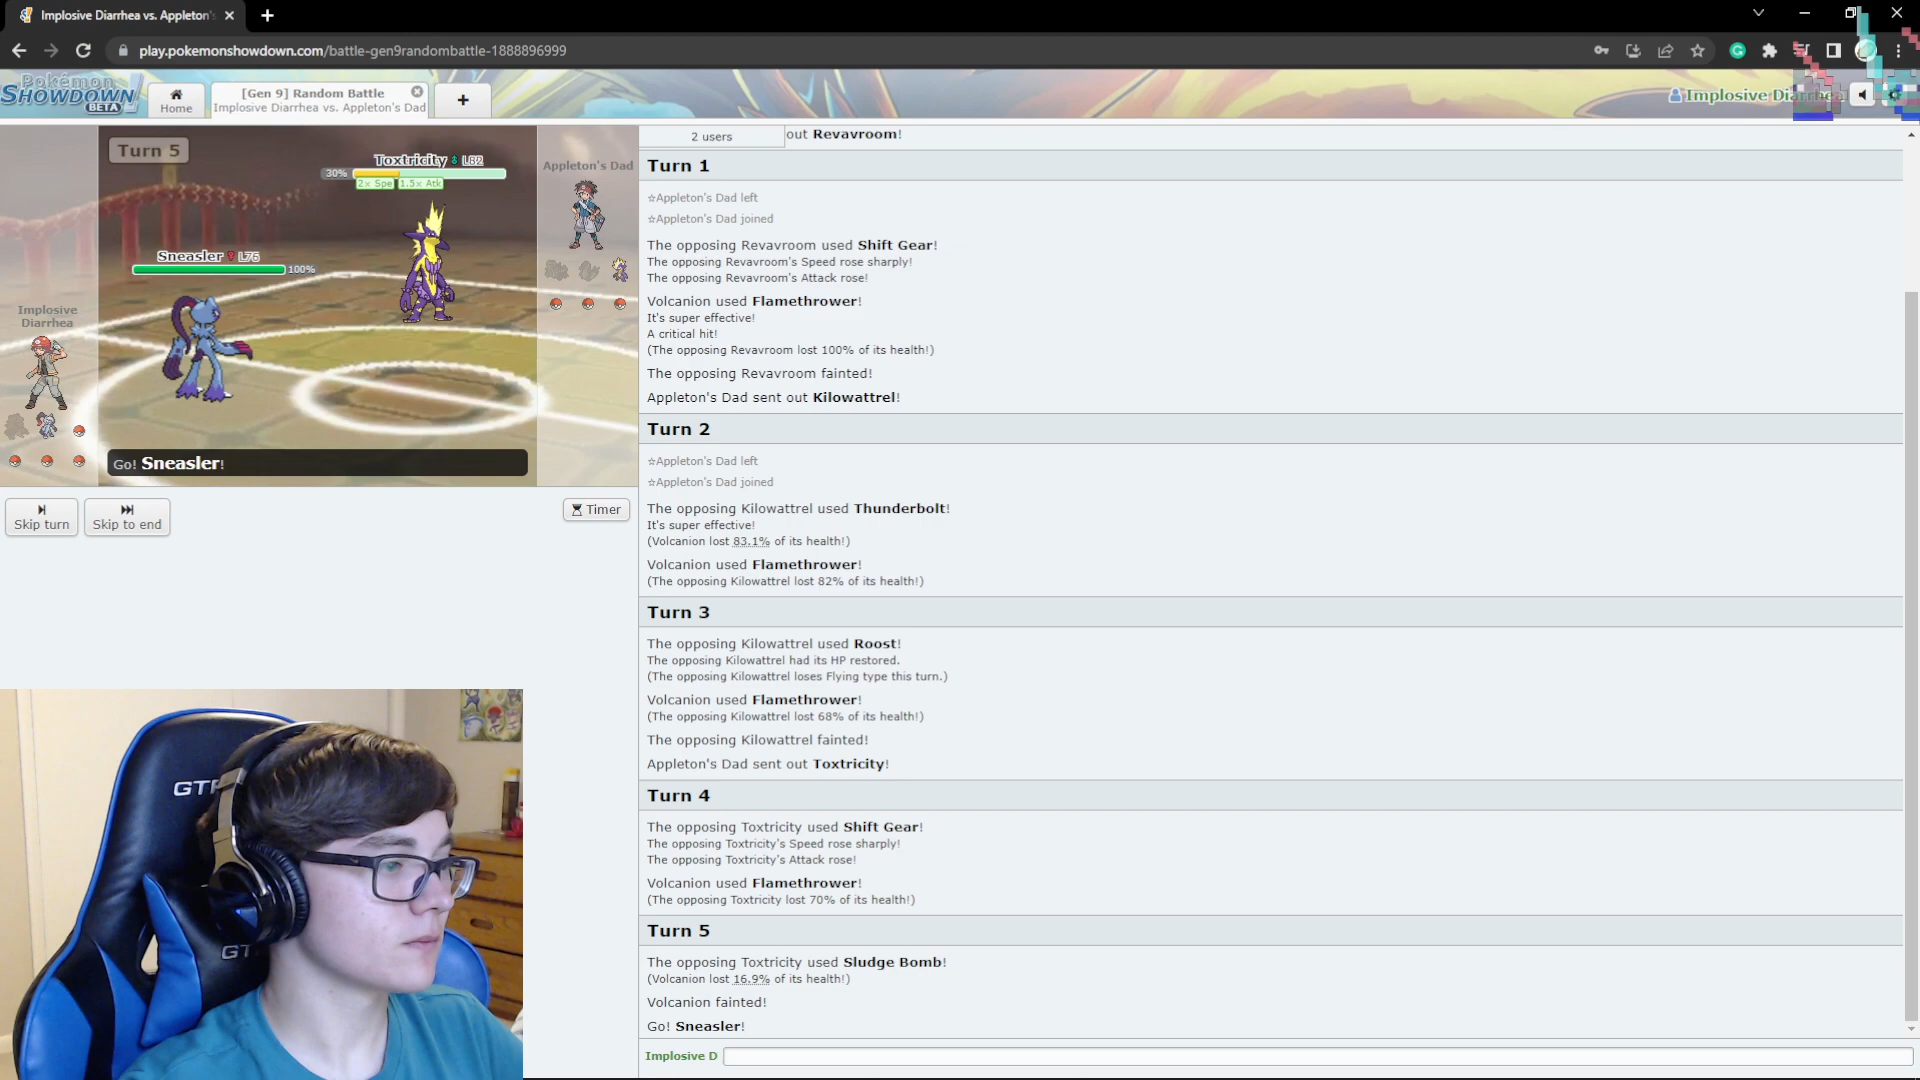 Implosive Diarrhea vs. Appleton's
play.pokemonshowdown.com/battle-gen9randombattle-1888896999
Pokémon
SHOWDOWN
BETA
Home
[Gen 9] Random Battle
Implosive Diarrhea vs. Appleton's Dad
Implosive Diarrhea
Turn 5
Toxtricity L82
30%
2× Spe 1.5× Atk
Sneasler L76
100%
Appleton's Dad
Implosive
Diarrhea
Go! Sneasler!
Skip turn
Skip to end
Timer
GTR
GT
2 users
out Revavroom!
Turn 1
☆Appleton's Dad left
☆Appleton's Dad joined
The opposing Revavroom used Shift Gear!
The opposing Revavroom's Speed rose sharply!
The opposing Revavroom's Attack rose!
Volcanion used Flamethrower!
It's super effective!
A critical hit!
(The opposing Revavroom lost 100% of its health!)
The opposing Revavroom fainted!
Appleton's Dad sent out Kilowattrel!
Turn 2
☆Appleton's Dad left
☆Appleton's Dad joined
The opposing Kilowattrel used Thunderbolt!
It's super effective!
(Volcanion lost 83.1% of its health!)
Volcanion used Flamethrower!
(The opposing Kilowattrel lost 82% of its health!)
Turn 3
The opposing Kilowattrel used Roost!
The opposing Kilowattrel had its HP restored.
(The opposing Kilowattrel loses Flying type this turn.)
Volcanion used Flamethrower!
(The opposing Kilowattrel lost 68% of its health!)
The opposing Kilowattrel fainted!
Appleton's Dad sent out Toxtricity!
Turn 4
The opposing Toxtricity used Shift Gear!
The opposing Toxtricity's Speed rose sharply!
The opposing Toxtricity's Attack rose!
Volcanion used Flamethrower!
(The opposing Toxtricity lost 70% of its health!)
Turn 5
The opposing Toxtricity used Sludge Bomb!
(Volcanion lost 16.9% of its health!)
Volcanion fainted!
Go! Sneasler!
Implosive D